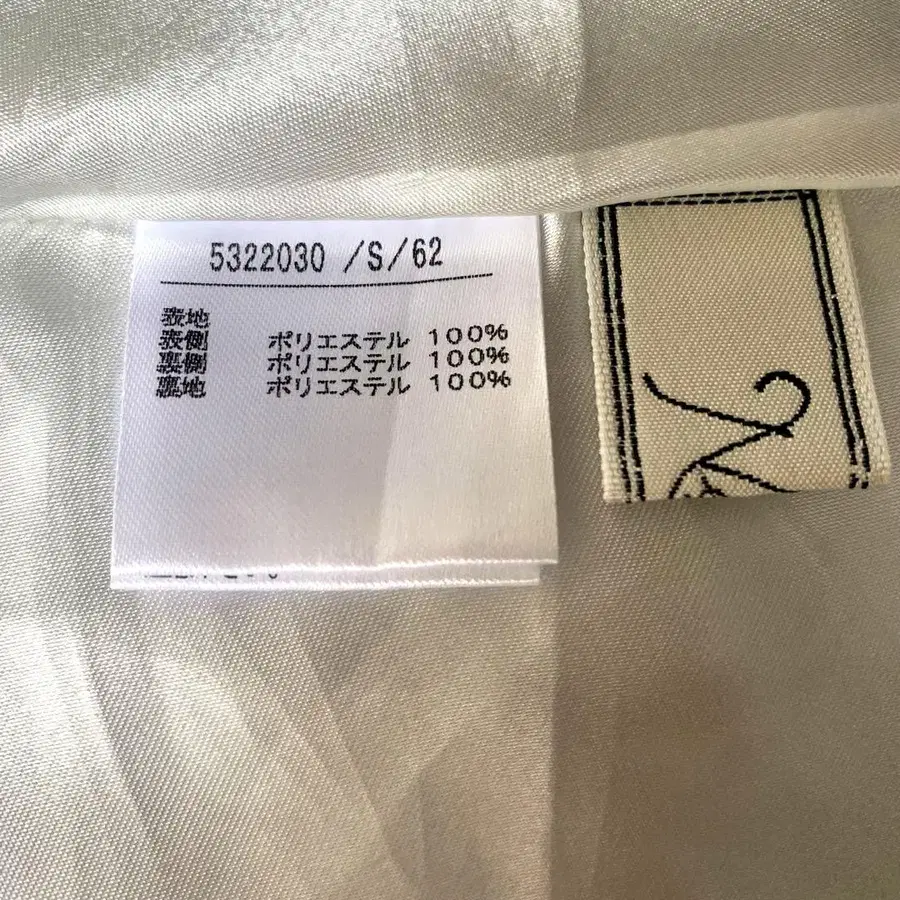 5322030 /S/62
表地
表側 ポリエステル 100%
裏側 ポリエステル 100%
裏地 ポリエステル 100%